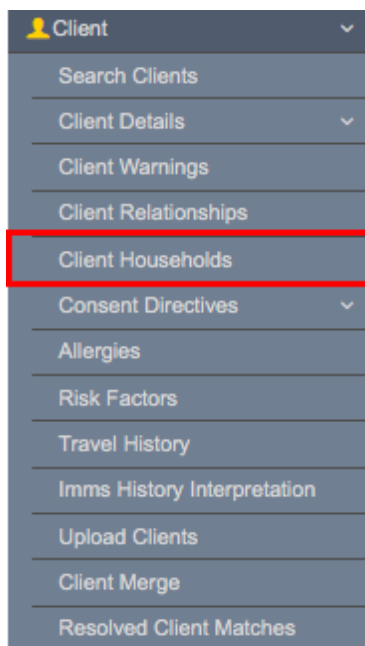 Client
Search Clients
Client Details
Client Warnings
Client Relationships
Client Households
Consent Directives
Allergies
Risk Factors
Travel History
Imms History Interpretation
Upload Clients
Client Merge
Resolved Client Matches